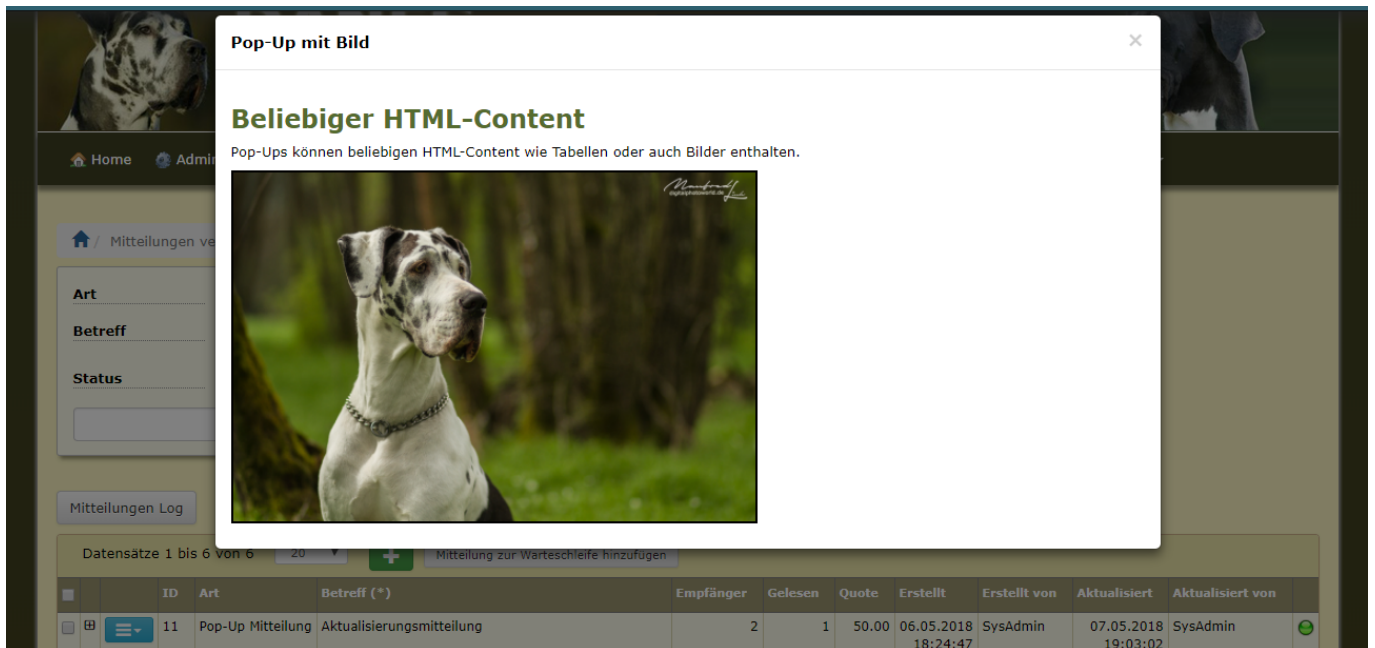 Pop-Up mit Bild
×
Beliebiger HTML-Content
Pop-Ups können beliebigen HTML-Content wie Tabellen oder auch Bilder enthalten.
Manfred
digitalphotoworld.de
Home
Mitteilungen
Art
Betreff
Status
Mitteilungen Log
Datensätze 1 bis 6 von 6 20 Mitteilung zur Warteschleife hinzufügen
ID Art Betreff (*) Empfänger Gelesen Quote Erstellt Erstellt von Aktualisiert Aktualisiert von
11 Pop-Up Mitteilung Aktualisierungsmitteilung 2 1 50.00 06.05.2018 SysAdmin 07.05.2018 SysAdmin
18:24:47 19:03:02